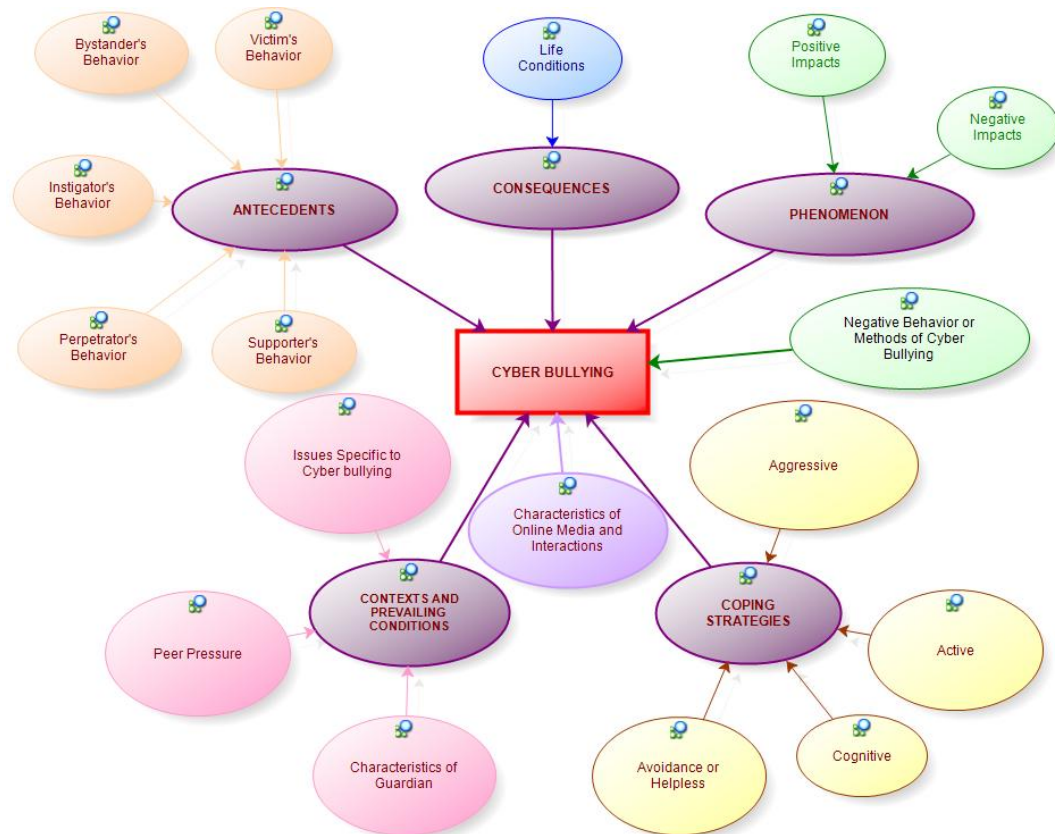 Bystander's
Behavior
Victim's
Behavior
Life
Conditions
Positive
Impacts
Negative
Impacts
Instigator's
Behavior
ANTECEDENTS
CONSEQUENCES
PHENOMENON
Perpetrator's
Behavior
Supporter's
Behavior
CYBER BULLYING
Negative Behavior or
Methods of Cyber
Bullying
Issues Specific to
Cyber bullying
Characteristics of
Online Media and
Interactions
Aggressive
CONTEXTS AND
PREVAILING
CONDITIONS
COPING
STRATEGIES
Peer Pressure
Active
Characteristics of
Guardian
Avoidance or
Helpless
Cognitive